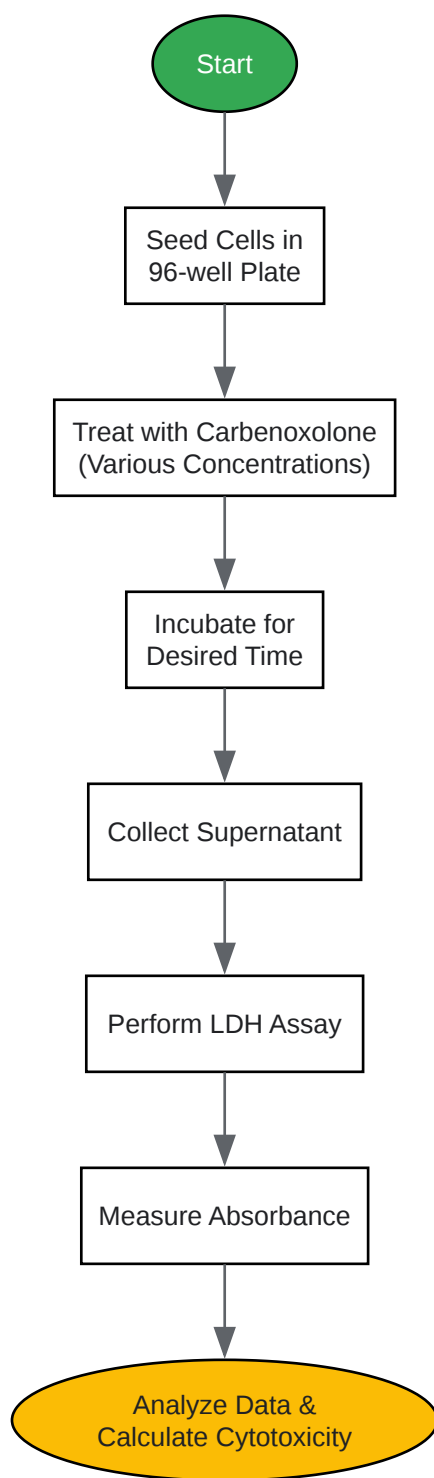 Start
Seed Cells in
96-well Plate
Treat with Carbenoxolone
(Various Concentrations)
Incubate for
Desired Time
Collect Supernatant
Perform LDH Assay
Measure Absorbance
Analyze Data &
Calculate Cytotoxicity